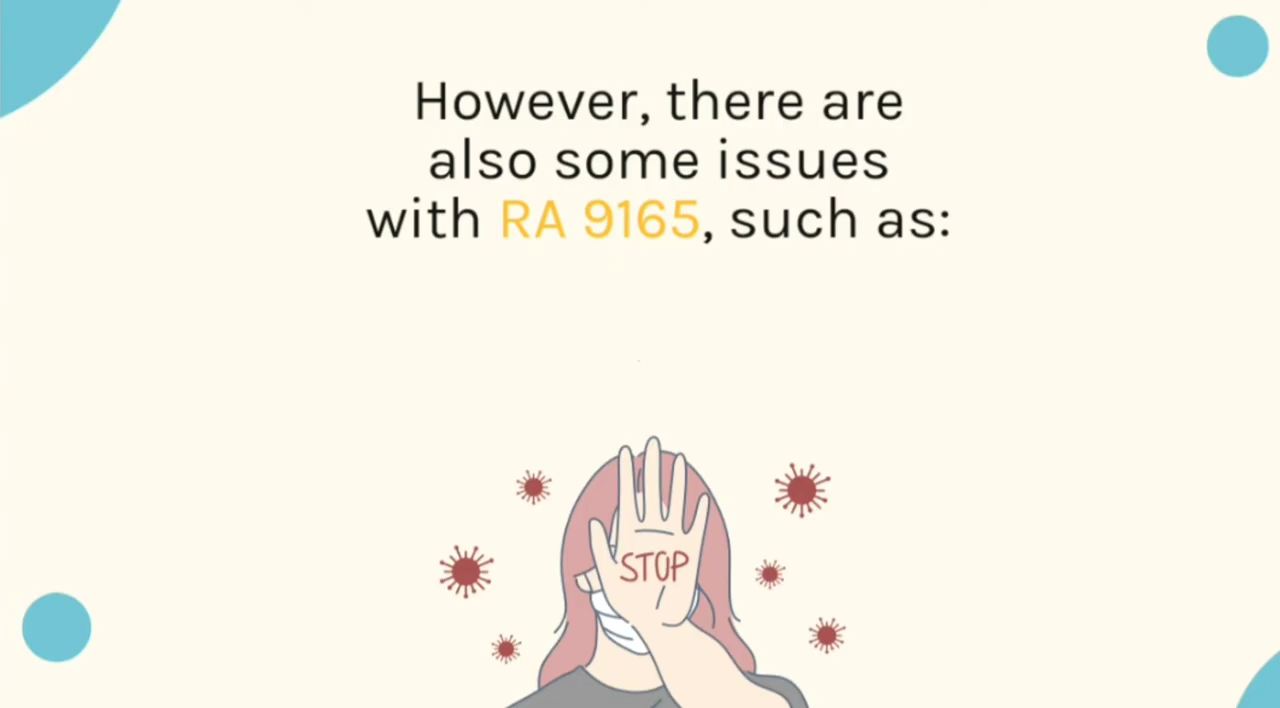 However, there are
also some issues
with RA 9165, such as:
STOP